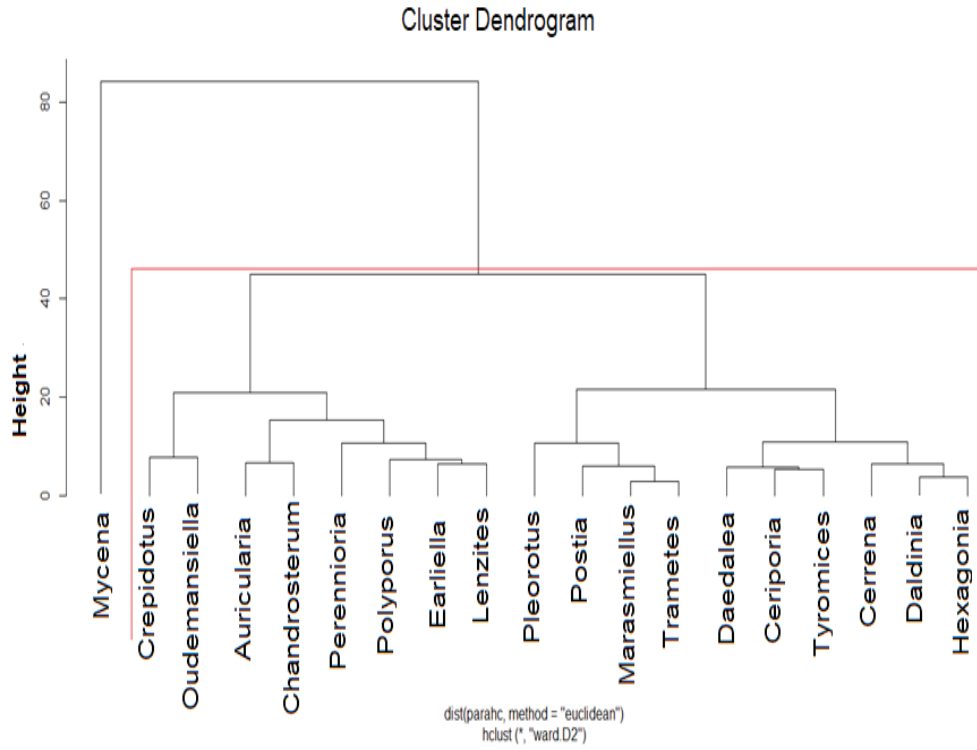 Cluster Dendrogram
Height
80
60
40
20
0
Mycena
Crepidotus
Oudemansiella
Auricularia
Chandrosterum
Perennioria
Polyporus
Earliella
Lenzites
Pleorotus
Postia
Marasmiellus
Trametes
Daedalea
Ceriporia
Tyromices
Cerrena
Daldinia
Hexagonia
dist(parahc, method = "euclidean")
hclust (*, "ward.D2")